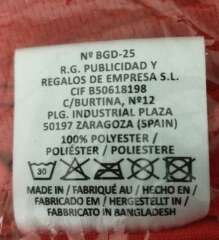 Nº BGD-25
R.G. PUBLICIDAD Y
REGALOS DE EMPRESA S.L.
CIF B50618198
C/BURTINA, Nº12
PLG. INDUSTRIAL PLAZA
50197 ZARAGOZA (SPAIN)
100% POLYESTER /
POLIÉSTER / POLIESTERE
30
MADE IN / FABRIQUÉ AU / HECHO EN /
FABRICADO EM / HERGESTELLT IN /
FABBRICATO IN BANGLADESH